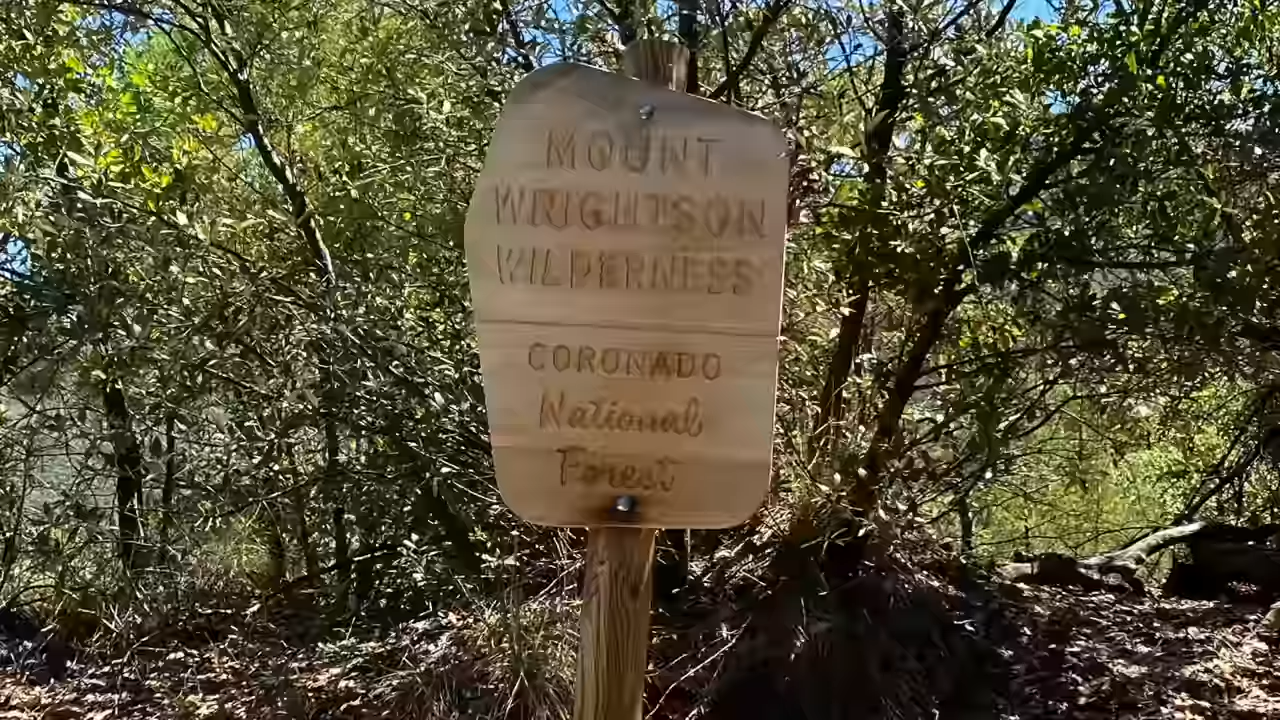 MOUNT
WRIGHTSON
WILDERNESS
CORONADO
National
Forest